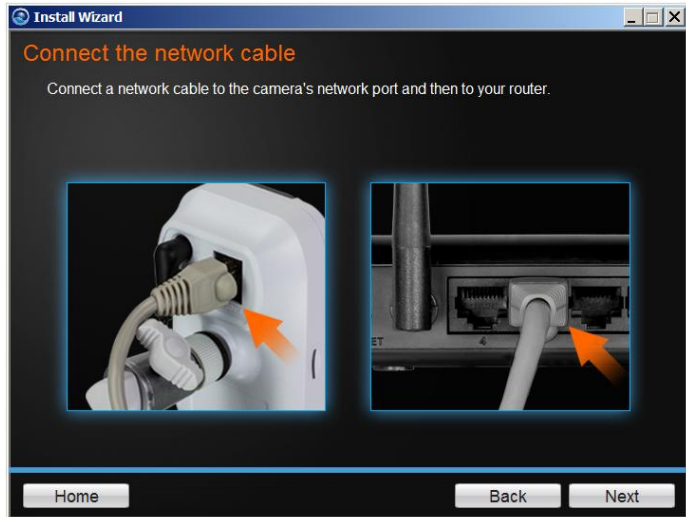 Install Wizard
Connect the network cable
Connect a network cable to the camera's network port and then to your router.
ET
4
Home
Back
Next